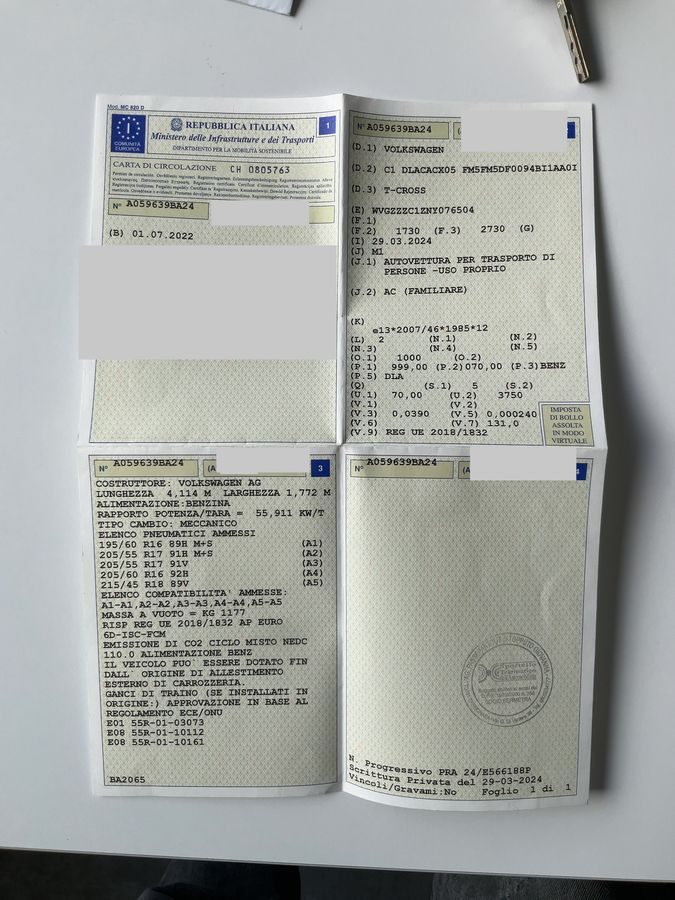 Mod. MC 820 D
COMUNITÀ
EUROPEA
I
REPUBBLICA ITALIANA
1
Ministero delle Infrastrutture e dei Trasporti
DIPARTIMENTO PER LA MOBILITÀ SOSTENIBILE
CARTA DI CIRCOLAZIONE CH 0805763
N° A059639BA24
(B) 01.07.2022
N° A059639BA24
(D.1) VOLKSWAGEN
(D.2) C1 DLACACX05 FM5FM5DF0094BI1AA0I
(D.3) T-CROSS
(E) WVGZZZC1ZNY076504
(F.1)
(F.2) 1730 (F.3) 2730 (G)
(I) 29.03.2024
(J) M1
(J.1) AUTOVETTURA PER TRASPORTO DI
PERSONE -USO PROPRIO
(J.2) AC (FAMILIARE)
(K)
e13*2007/46*1985*12
(L) 2 (N.1) (N.2)
(N.3) (N.4) (N.5)
(O.1) 1000 (O.2)
(P.1) 999,00 (P.2)070,00 (P.3)BENZ
(P.5) DLA
(Q) (S.1) 5 (S.2)
(U.1) 70,00 (U.2) 3750
(V.1) (V.2)
(V.3) 0,0390 (V.5) 0,000240
(V.6) (V.7) 131,0
(V.9) REG UE 2018/1832
IMPOSTA
DI BOLLO
ASSOLTA
IN MODO
VIRTUALE
N° A059639BA24 (A 3
COSTRUTTORE: VOLKSWAGEN AG
LUNGHEZZA 4,114 M LARGHEZZA 1,772 M
ALIMENTAZIONE:BENZINA
RAPPORTO POTENZA/TARA = 55,911 KW/T
TIPO CAMBIO: MECCANICO
ELENCO PNEUMATICI AMMESSI
195/60 R16 89H M+S (A1)
205/55 R17 91H M+S (A2)
205/55 R17 91V (A3)
205/60 R16 92H (A4)
215/45 R18 89V (A5)
ELENCO COMPATIBILITA' AMMESSE:
A1-A1,A2-A2,A3-A3,A4-A4,A5-A5
MASSA A VUOTO = KG 1177
RISP REG UE 2018/1832 AP EURO
6D-ISC-FCM
EMISSIONE DI CO2 CICLO MISTO NEDC
110.0 ALIMENTAZIONE BENZ
IL VEICOLO PUO` ESSERE DOTATO FIN
DALL` ORIGINE DI ALLESTIMENTO
ESTERNO DI CARROZZERIA.
GANCI DI TRAINO (SE INSTALLATI IN
ORIGINE:) APPROVAZIONE IN BASE AL
REGOLAMENTO ECE/ONU
E01 55R-01-03073
E08 55R-01-10112
E08 55R-01-10161
BA2065
N° A059639BA24 (A 4
N. Progressivo PRA 24/E566188P
Scrittura Privata del 29-03-2024
Vincoli/Gravami:No Foglio 1 di 1